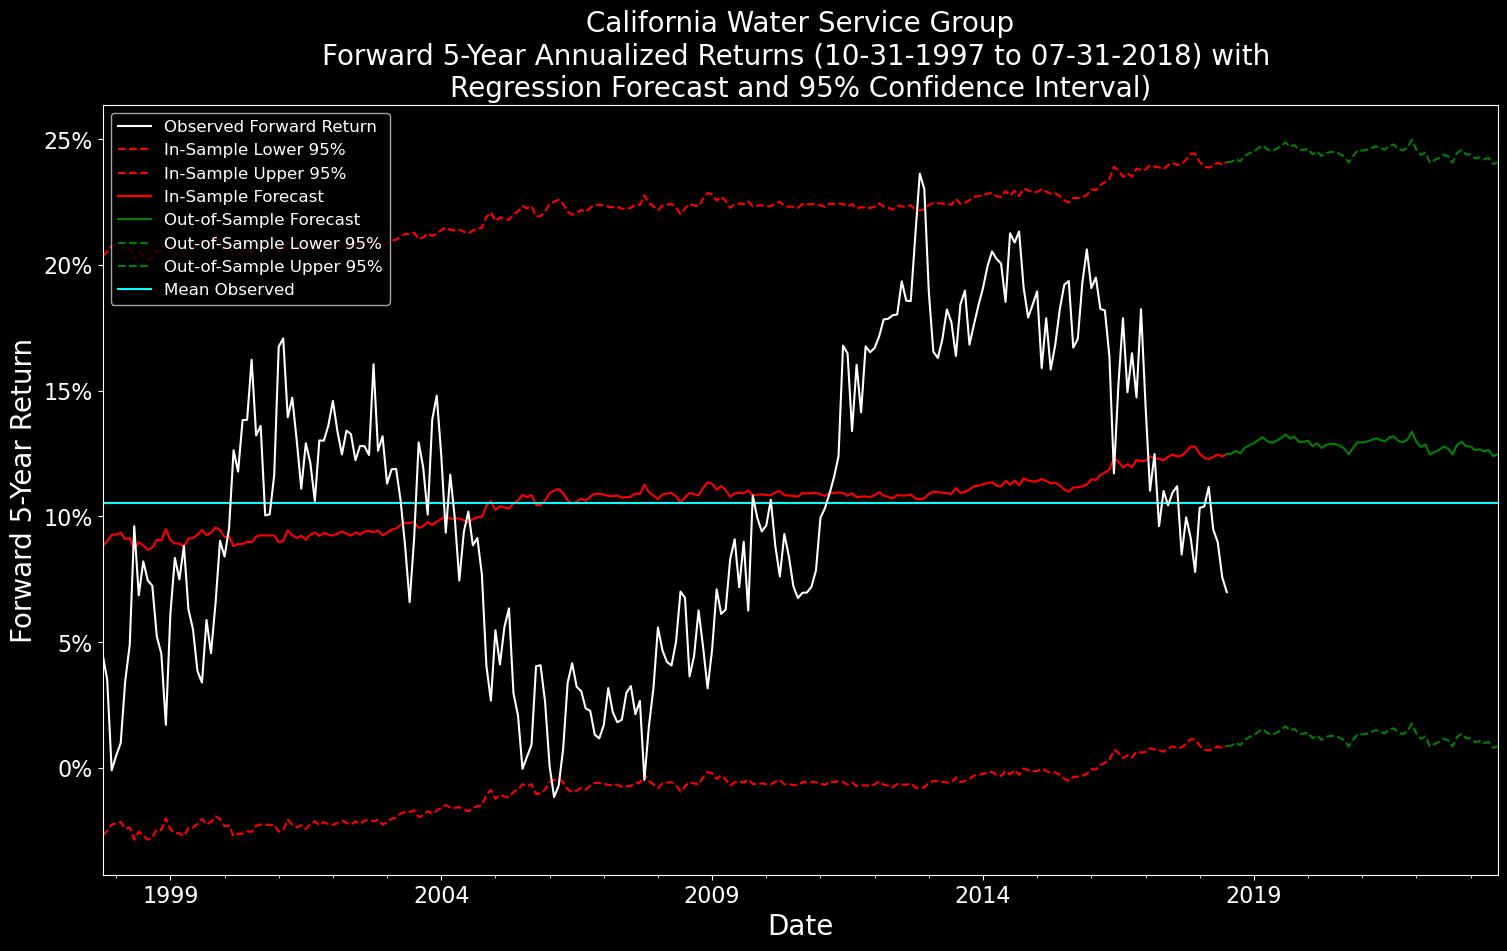 California Water Service Group
Forward 5-Year Annualized Returns (10-31-1997 to 07-31-2018) with
Regression Forecast and 95% Confidence Interval)
Observed Forward Return
In-Sample Lower 95%
In-Sample Upper 95%
In-Sample Forecast
Out-of-Sample Forecast
Out-of-Sample Lower 95%
Out-of-Sample Upper 95%
Mean Observed
Forward 5-Year Return
25%
20%
15%
10%
5%
0%
1999
2004
2009
2014
2019
Date